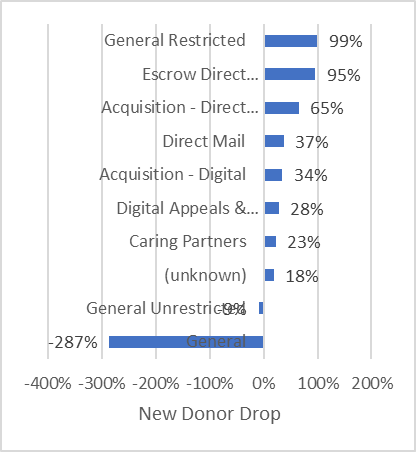 General Restricted 99%
Escrow Direct... 95%
Acquisition - Direct... 65%
Direct Mail 37%
Acquisition - Digital 34%
Digital Appeals &... 28%
Caring Partners 23%
(unknown) 18%
General Unrestricted -9%
-287% General
-400% -300% -200% -100% 0% 100% 200%
New Donor Drop